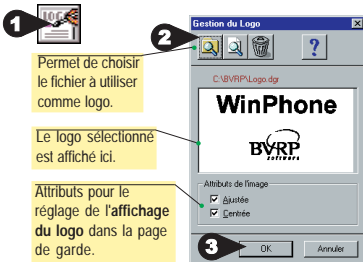 1
LOGO
2
Gestion du Logo
?
Permet de choisir
le fichier à utiliser
comme logo.
C:\BVRP\Logo.dgr
WinPhone
BVRP
software
Le logo sélectionné
est affiché ici.
Attributs de l'image
Ajustée
Centrée
Attributs pour le
réglage de l'affichage
du logo dans la page
de garde.
3
OK
Annuler